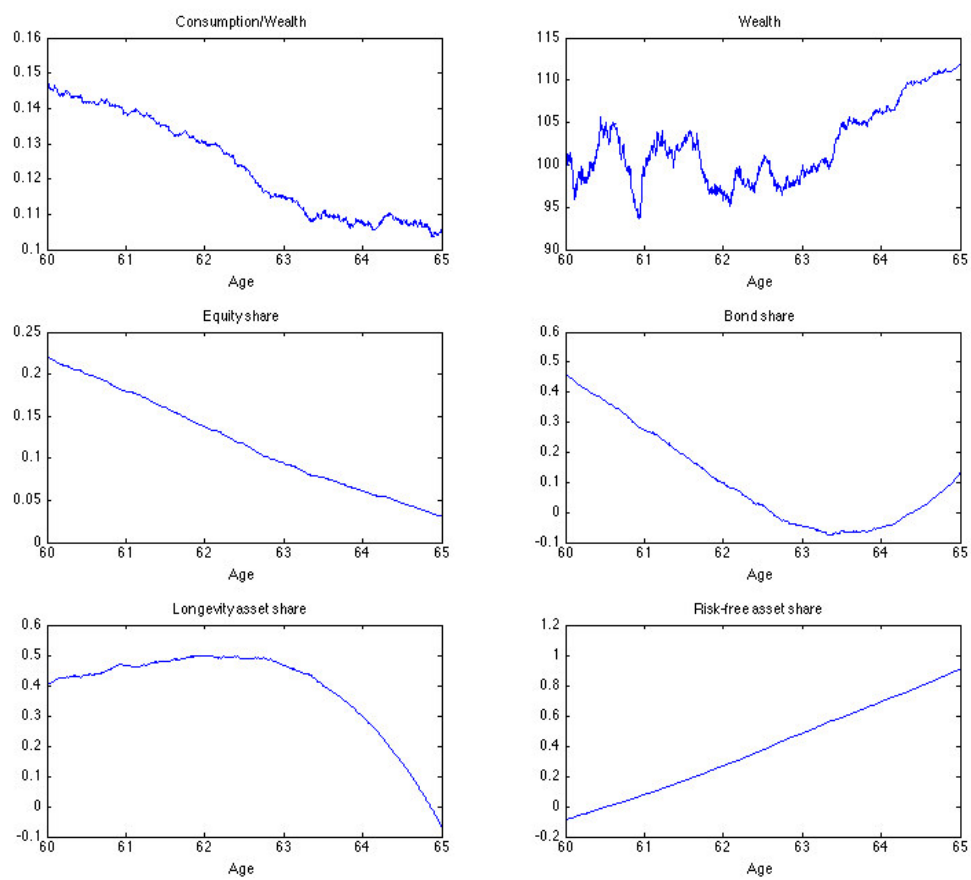 Consumption/Wealth
0.16
0.15
0.14
0.13
0.12
0.11
0.1
60 61 62 63 64 65
Age
Wealth
115
110
105
100
95
90
60 61 62 63 64 65
Age
Equity share
0.25
0.2
0.15
0.1
0.05
0
60 61 62 63 64 65
Age
Bond share
0.6
0.5
0.4
0.3
0.2
0.1
0
-0.1
60 61 62 63 64 65
Age
Longevity asset share
0.6
0.5
0.4
0.3
0.2
0.1
0
-0.1
60 61 62 63 64 65
Age
Risk-free asset share
1.2
1
0.8
0.6
0.4
0.2
0
-0.2
60 61 62 63 64 65
Age